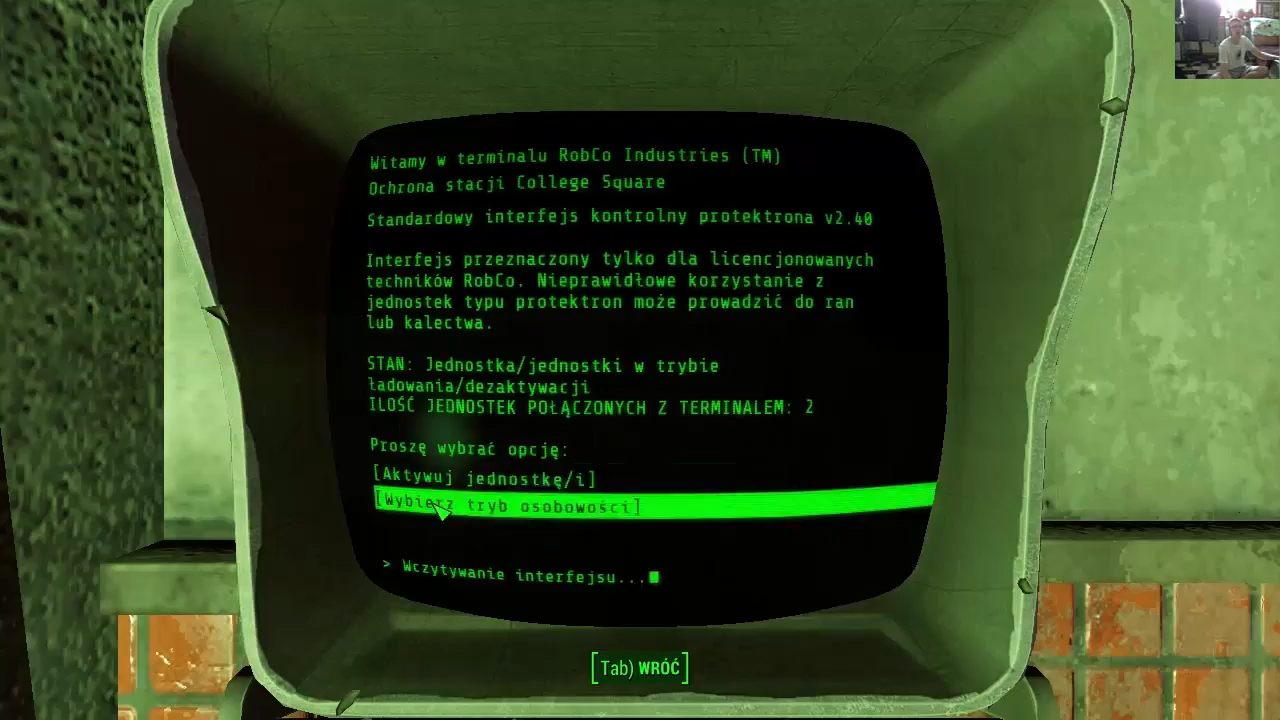 Witamy w terminalu RobCo Industries (TM)
Ochrona stacji College Square
Standardowy interfejs kontrolny protektrona v2.40
Interfejs przeznaczony tylko dla licencjonowanych
techników RobCo. Nieprawidłowe korzystanie z
jednostek typu protektron może prowadzić do ran
lub kalectwa.
STAN: Jednostka/jednostki w trybie
ładowania/dezaktywacji
ILOŚĆ JEDNOSTEK POŁĄCZONYCH Z TERMINALEM: 2
Proszę wybrać opcję:
[Aktywuj jednostkę/i]
[Wybierz tryb osobowości]
> Wczytywanie interfejsu...
[Tab) WRÓĆ]